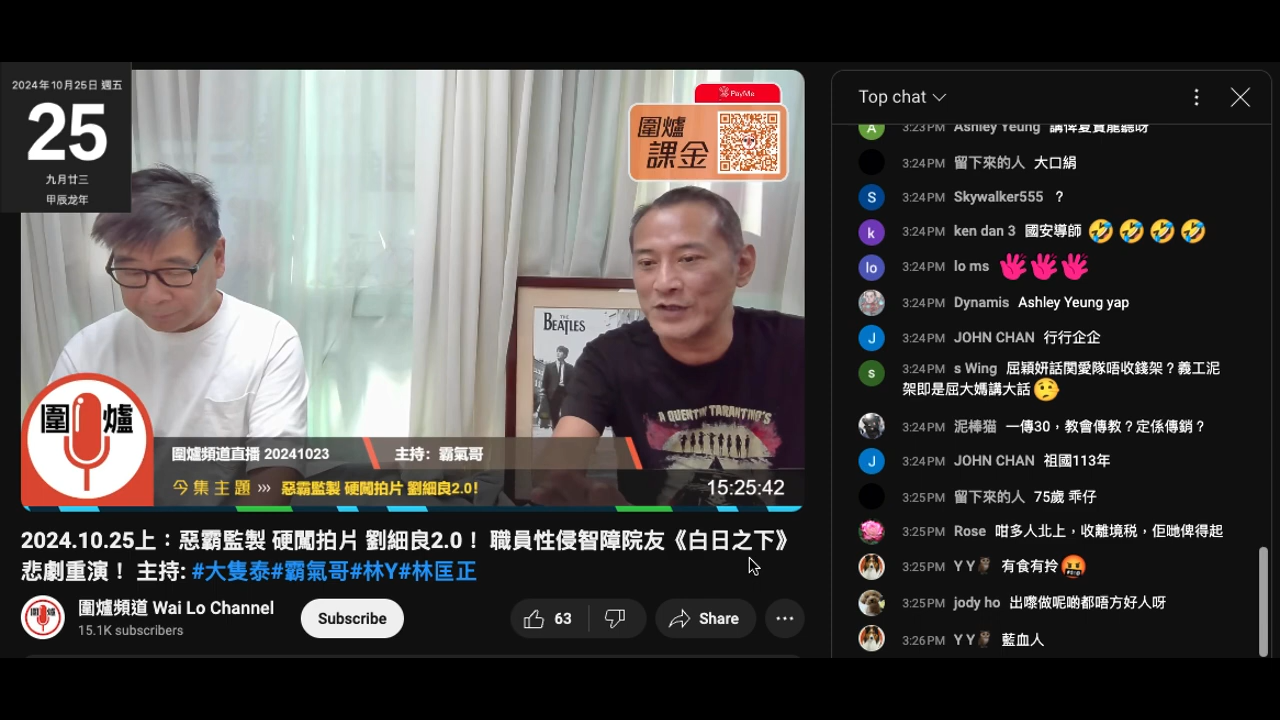 2024年10月25日 週五
25
九月廿三
甲辰龙年
PayMe
圍爐
課金
THE
BEATLES
A QUENTIN TARANTINO'S
圍爐
圍爐頻道直播 20241023
主持：霸氣哥
今集主題 ›››
惡霸監製 硬闖拍片 劉細良2.0!
15:25:42
2024.10.25上：惡霸監製 硬闖拍片 劉細良2.0！ 職員性侵智障院友《白日之下》
悲劇重演！ 主持: #大隻泰#霸氣哥#林Y#林匡正
圍爐頻道 Wai Lo Channel
15.1K subscribers
Subscribe
63
Share
Top chat
A 3:23PM Ashley Yeung 講俾夏寶龍聽呀
3:24PM 留下來的人 大口絹
S 3:24PM Skywalker555 ？
k 3:24PM ken dan 3 國安導師 🤣🤣🤣🤣
lo 3:24PM lo ms
3:24PM Dynamis Ashley Yeung yap
J 3:24PM JOHN CHAN 行行企企
s 3:24PM s Wing 屈穎妍話関愛隊唔收錢架？義工泥
架即是屈大媽講大話🤥
3:24PM 泥棒猫 一傳30，教會傳教？定係傳銷？
J 3:24PM JOHN CHAN 祖國113年
3:25PM 留下來的人 75歲 乖仔
3:25PM Rose 咁多人北上，收離境税，佢哋俾得起
3:25PM Y Y🦉 有食有拎🤬
3:25PM jody ho 出嚟做呢啲都唔方好人呀
3:26PM Y Y🦉 藍血人